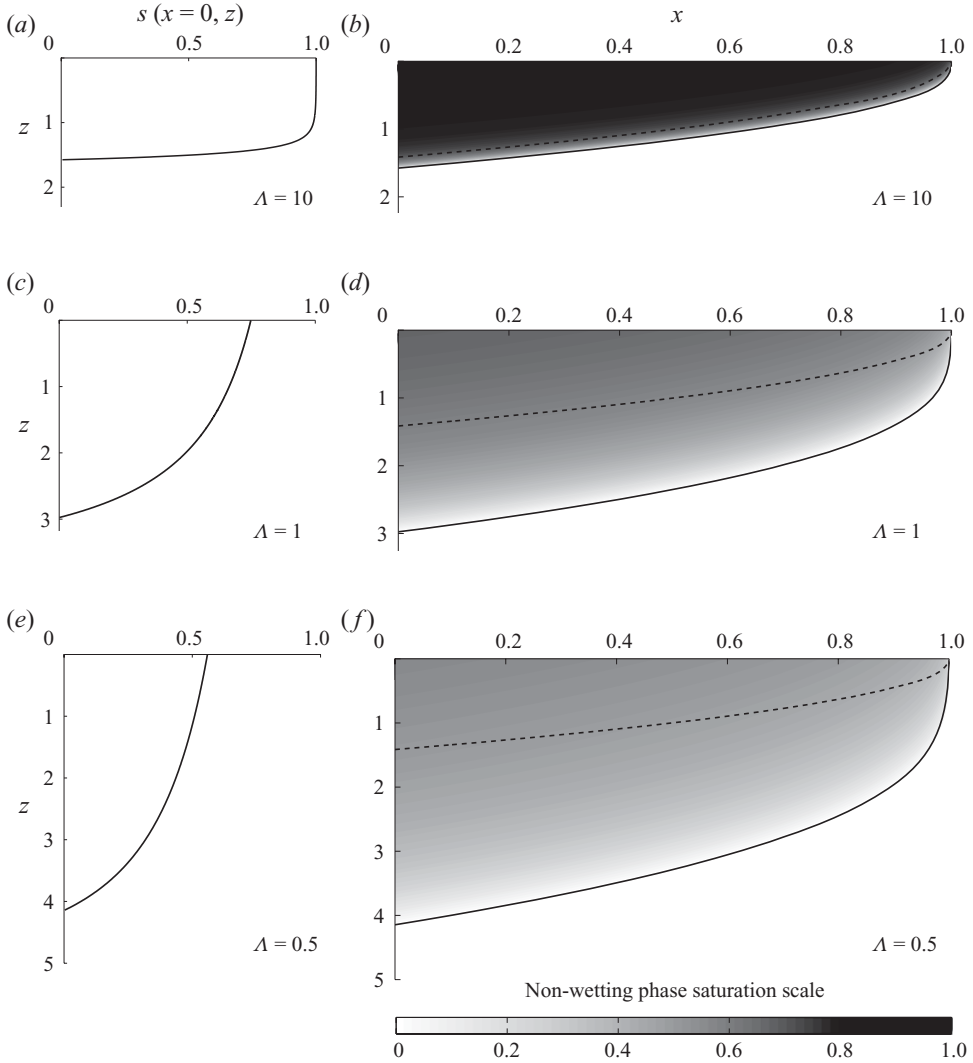 (a)
s (x = 0, z)
0 0.5 1.0
z
1
2
Λ = 10
(b)
x
0 0.2 0.4 0.6 0.8 1.0
1
2
Λ = 10
(c)
0 0.5 1.0
1
z
2
3
Λ = 1
(d)
0 0.2 0.4 0.6 0.8 1.0
1
2
3
Λ = 1
(e)
0 0.5 1.0
1
2
z
3
4
5
Λ = 0.5
(f)
0 0.2 0.4 0.6 0.8 1.0
1
2
3
4
5
Λ = 0.5
Non-wetting phase saturation scale
0 0.2 0.4 0.6 0.8 1.0